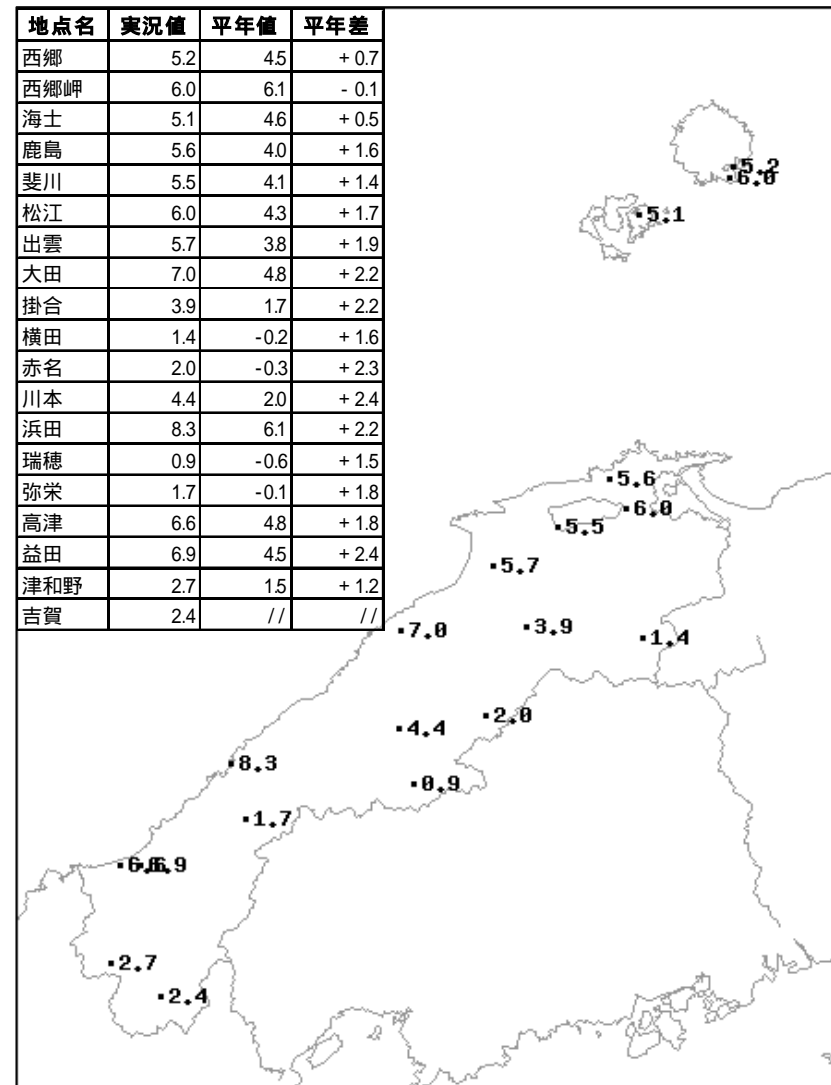 地点名 実況値 平年値 平年差
西郷 5.2 4.5 +0.7
西郷岬 6.0 6.1 -0.1
海士 5.1 4.6 +0.5
鹿島 5.6 4.0 +1.6
斐川 5.5 4.1 +1.4
松江 6.0 4.3 +1.7
出雲 5.7 3.8 +1.9
大田 7.0 4.8 +2.2
掛合 3.9 1.7 +2.2
横田 1.4 -0.2 +1.6
赤名 2.0 -0.3 +2.3
川本 4.4 2.0 +2.4
浜田 8.3 6.1 +2.2
瑞穂 0.9 -0.6 +1.5
弥栄 1.7 -0.1 +1.8
高津 6.6 4.8 +1.8
益田 6.9 4.5 +2.4
津和野 2.7 1.5 +1.2
吉賀 2.4 // //
5.2
6.0
5.1
5.6
6.0
5.5
5.7
7.0
3.9
1.4
2.0
4.4
8.3
0.9
1.7
6.6
6.9
2.7
2.4